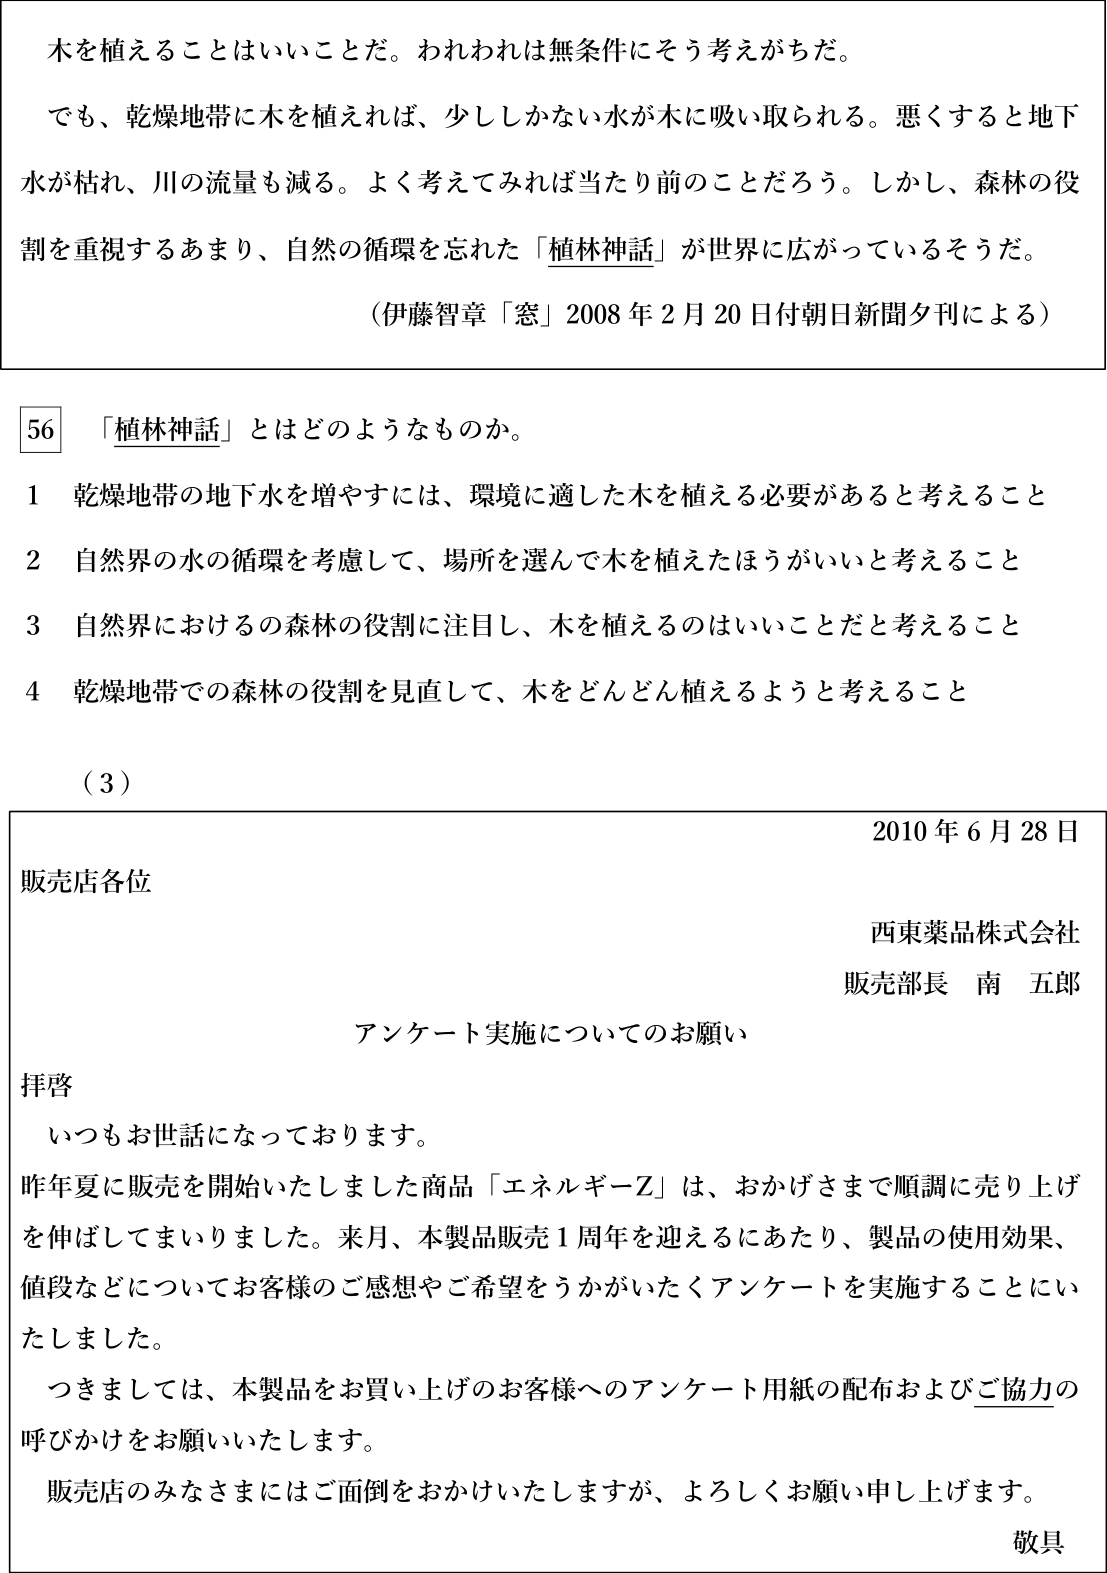 木を植えることはいいことだ。われわれは無条件にそう考えがちだ。
でも、乾燥地帯に木を植えれば、少ししかない水が木に吸い取られる。悪くすると地下
水が枯れ、川の流量も減る。よく考えてみれば当たり前のことだろう。しかし、森林の役
割を重視するあまり、自然の循環を忘れた「植林神話」が世界に広がっているそうだ。
（伊藤智章「窓」2008 年 2 月 20 日付朝日新聞夕刊による）
56 「植林神話」とはどのようなものか。
1 乾燥地帯の地下水を増やすには、環境に適した木を植える必要があると考えること
2 自然界の水の循環を考慮して、場所を選んで木を植えたほうがいいと考えること
3 自然界におけるの森林の役割に注目し、木を植えるのはいいことだと考えること
4 乾燥地帯での森林の役割を見直して、木をどんどん植えるようと考えること
（3）
2010 年 6 月 28 日
販売店各位
西東薬品株式会社
販売部長 南 五郎
アンケート実施についてのお願い
拝啓
いつもお世話になっております。
昨年夏に販売を開始いたしました商品「エネルギーZ」は、おかげさまで順調に売り上げ
を伸ばしてまいりました。来月、本製品販売 1 周年を迎えるにあたり、製品の使用効果、
値段などについてお客様のご感想やご希望をうかがいたくアンケートを実施することにい
たしました。
つきましては、本製品をお買い上げのお客様へのアンケート用紙の配布およびご協力の
呼びかけをお願いいたします。
販売店のみなさまにはご面倒をおかけいたしますが、よろしくお願い申し上げます。
敬具